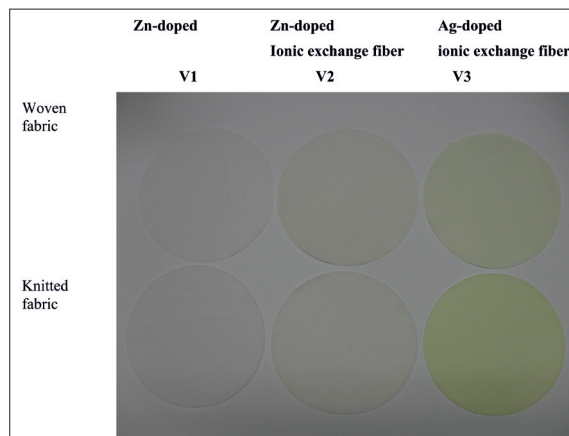 Zn-doped Zn-doped Ag-doped
Ionic exchange fiber ionic exchange fiber
V1 V2 V3
Woven
fabric
Knitted
fabric